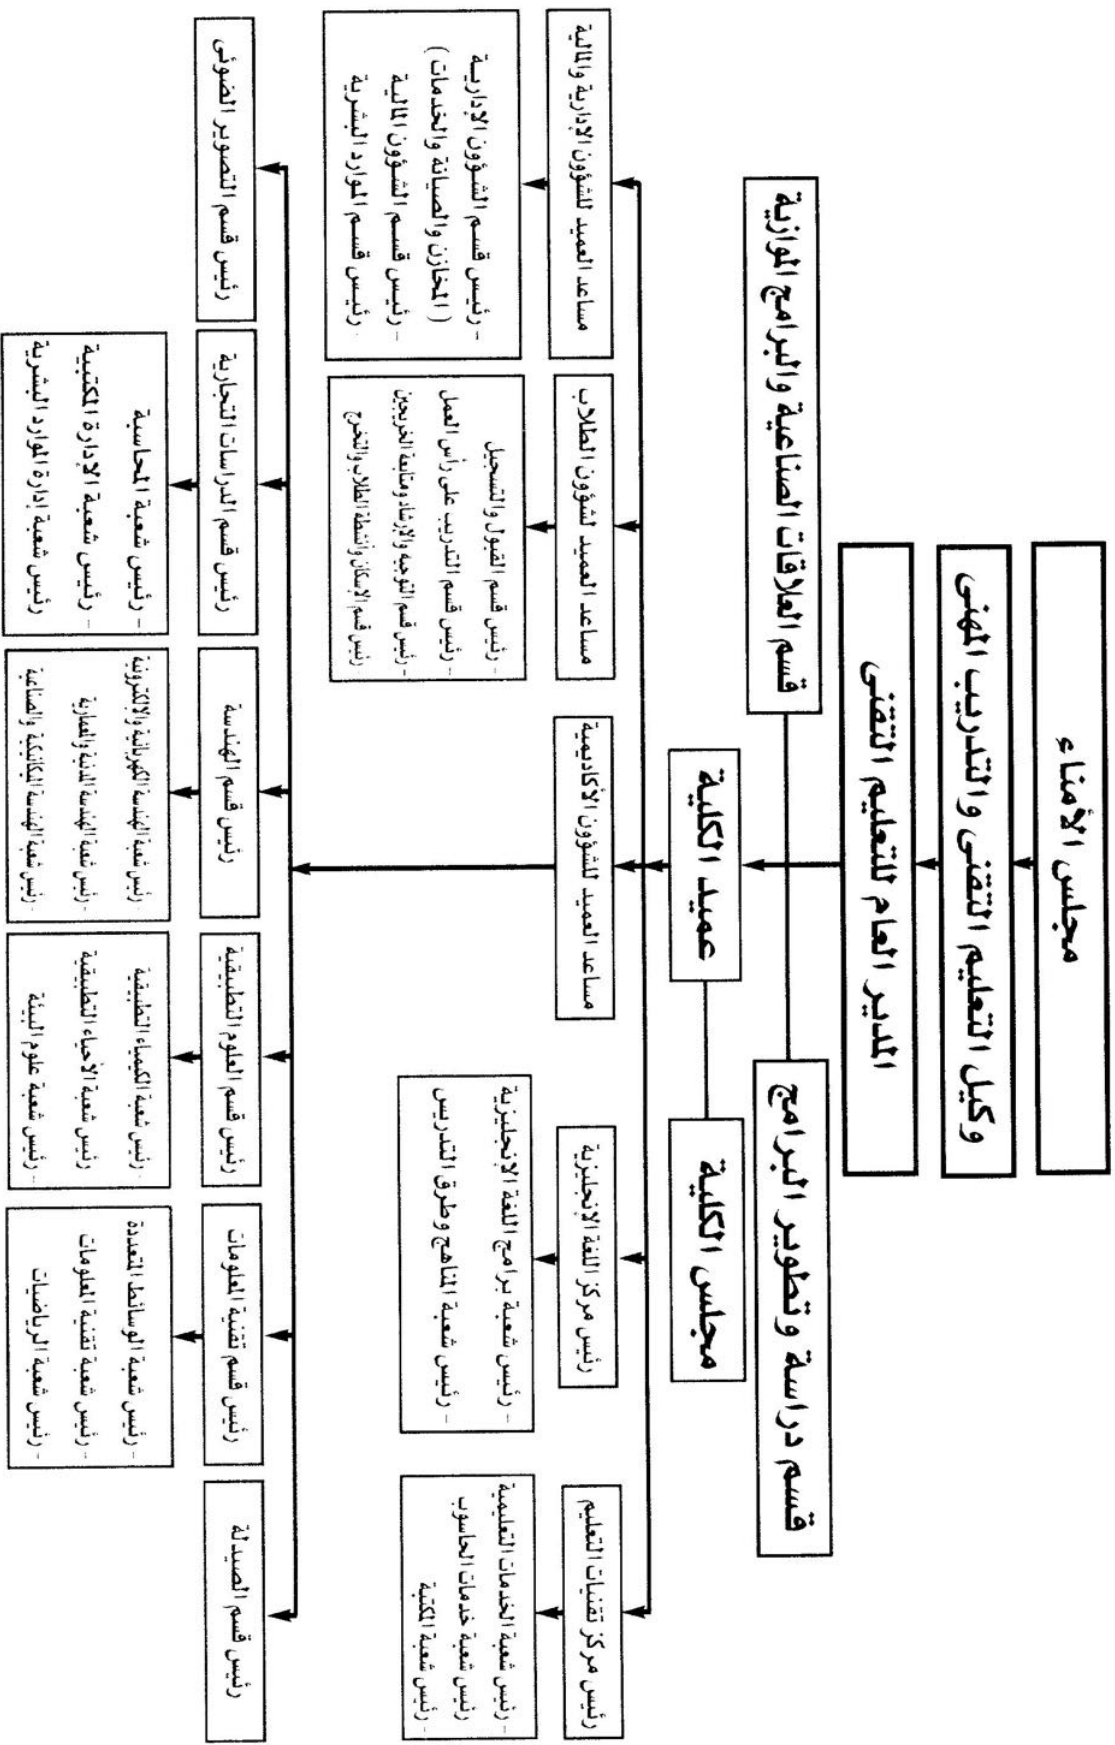 مجلس الأمناء
وكيل التعليم التقنى والتدريب المهنى
المدير العام للتعليم التقنى
قسم دراسة وتطوير البرامج
قسم العلاقات الصناعية والبرامج الموازية
مجلس الكلية
عميد الكلية
رئيس مركز تقنيات التعليم
رئيس مركز اللغة الإنجليزية
مساعد العميد للشؤون الأكاديمية
مساعد العميد لشؤون الطلاب
مساعد العميد للشؤون الإدارية والمالية
- رئيس شعبة الخدمات التعليمية
رئيس شعبة خدمات الحاسوب
- رئيس شعبة المكتبة
- رئيس شعبة برامج اللغة الإنجليزية
- رئيس شعبة المناهج وطرق التدريس
- رئيس قسم القبول والتسجيل
- رئيس قسم التدريب على رأس العمل
- رئيس قسم التوجيه والإرشاد ومتابعة الخريجين
رئيس قسم الإسكان وأنشطة الطلاب والتخرج
- رئيس قسم الشؤون الإدارية
( المخازن والصيانة والخدمات )
- رئيس قسم الشؤون المالية
- رئيس قسم الموارد البشرية
رئيس قسم الصيدلة
رئيس قسم تقنية المعلومات
رئيس قسم العلوم التطبيقية
رئيس قسم الهندسة
رئيس قسم الدراسات التجارية
رئيس قسم التصوير الضوئى
- رئيس شعبة الوسائط المتعددة
- رئيس شعبة تقنية المعلومات
- رئيس شعبة الرياضيات
- رئيس شعبة الكيمياء التطبيقية
رئيس شعبة الأحياء التطبيقية
- رئيس شعبة علوم البيئة
رئيس شعبة الهندسة الكهربائية والإلكترونية
- رئيس شعبة الهندسة المدنية والمعمارية
- رئيس شعبة الهندسة الميكانيكية والصناعية
- رئيس شعبة المحاسبة
- رئيس شعبة الإدارة المكتبية
رئيس شعبة إدارة الموارد البشرية